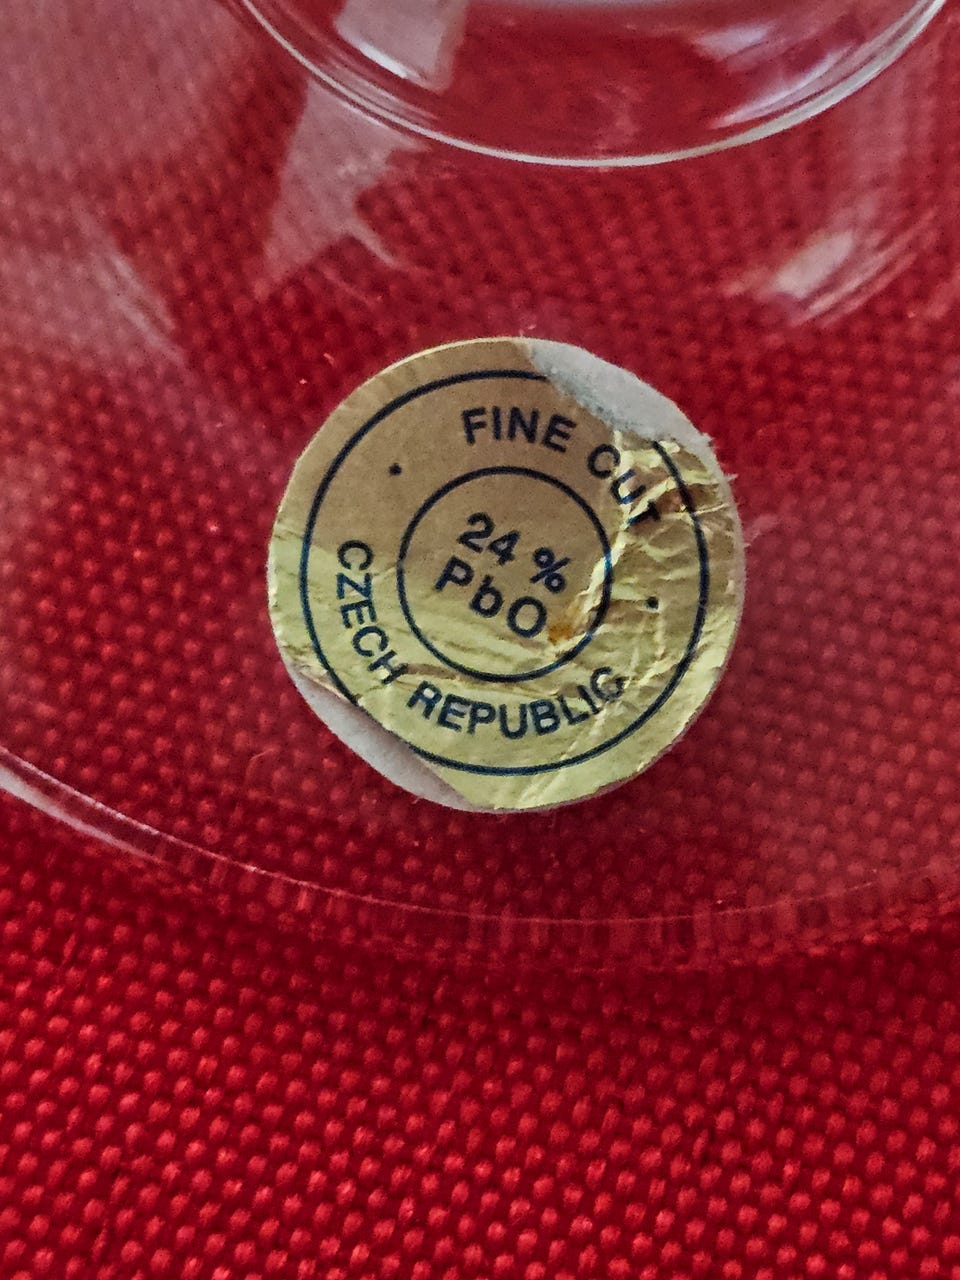 FINE CUT
24 %
PbO
CZECH REPUBLIC